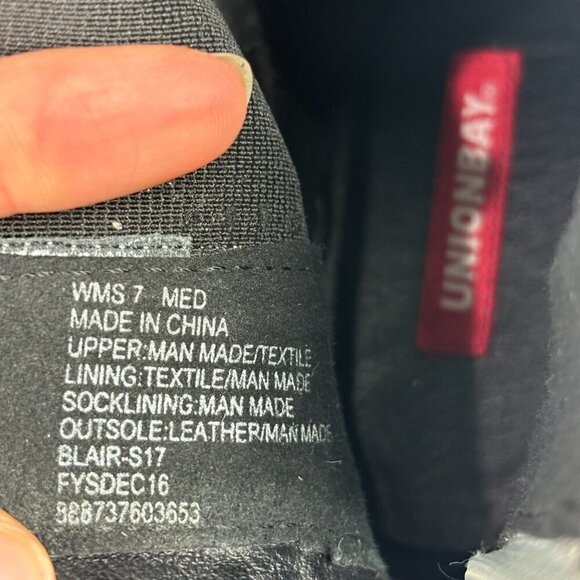 WMS 7 MED
MADE IN CHINA
UPPER:MAN MADE/TEXTILE
LINING:TEXTILE/MAN MADE
SOCKLINING:MAN MADE
OUTSOLE:LEATHER/MAN MADE
BLAIR-S17
FYSDEC16
888737603653
UNIONBAY®